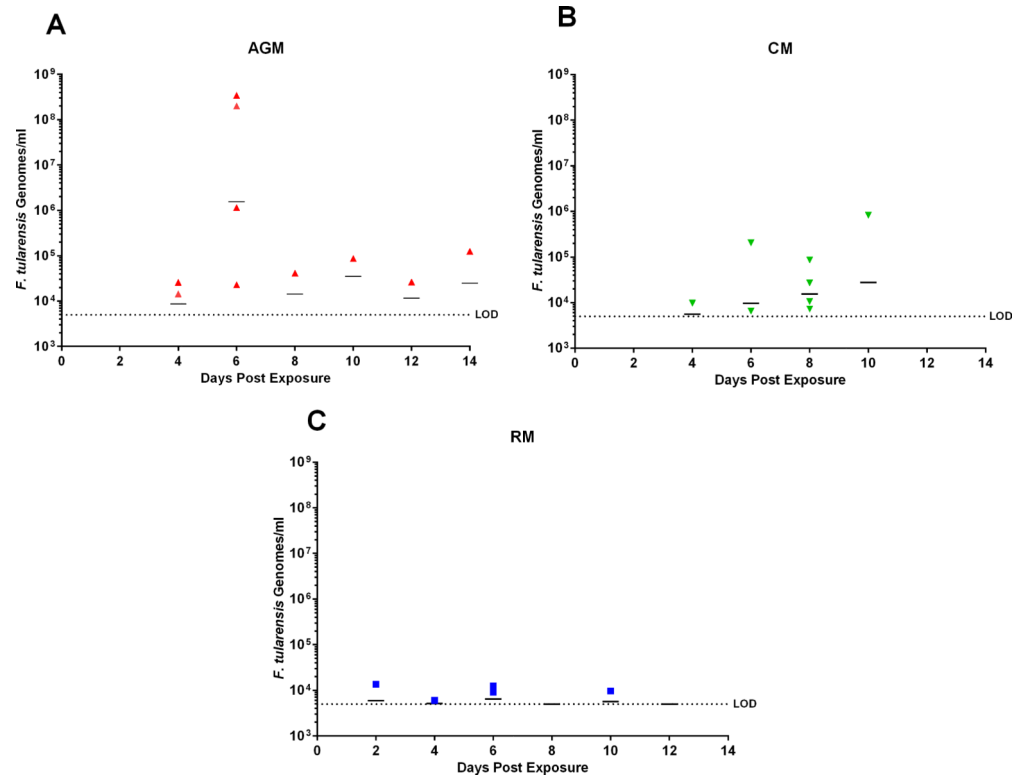 A
AGM
F. tularensis Genomes/ml
10⁹
10⁸
10⁷
10⁶
10⁵
10⁴
10³
LOD
0 2 4 6 8 10 12 14
Days Post Exposure
B
CM
F. tularensis Genomes/ml
10⁹
10⁸
10⁷
10⁶
10⁵
10⁴
10³
LOD
0 2 4 6 8 10 12 14
Days Post Exposure
C
RM
F. tularensis Genomes/ml
10⁹
10⁸
10⁷
10⁶
10⁵
10⁴
10³
LOD
0 2 4 6 8 10 12 14
Days Post Exposure